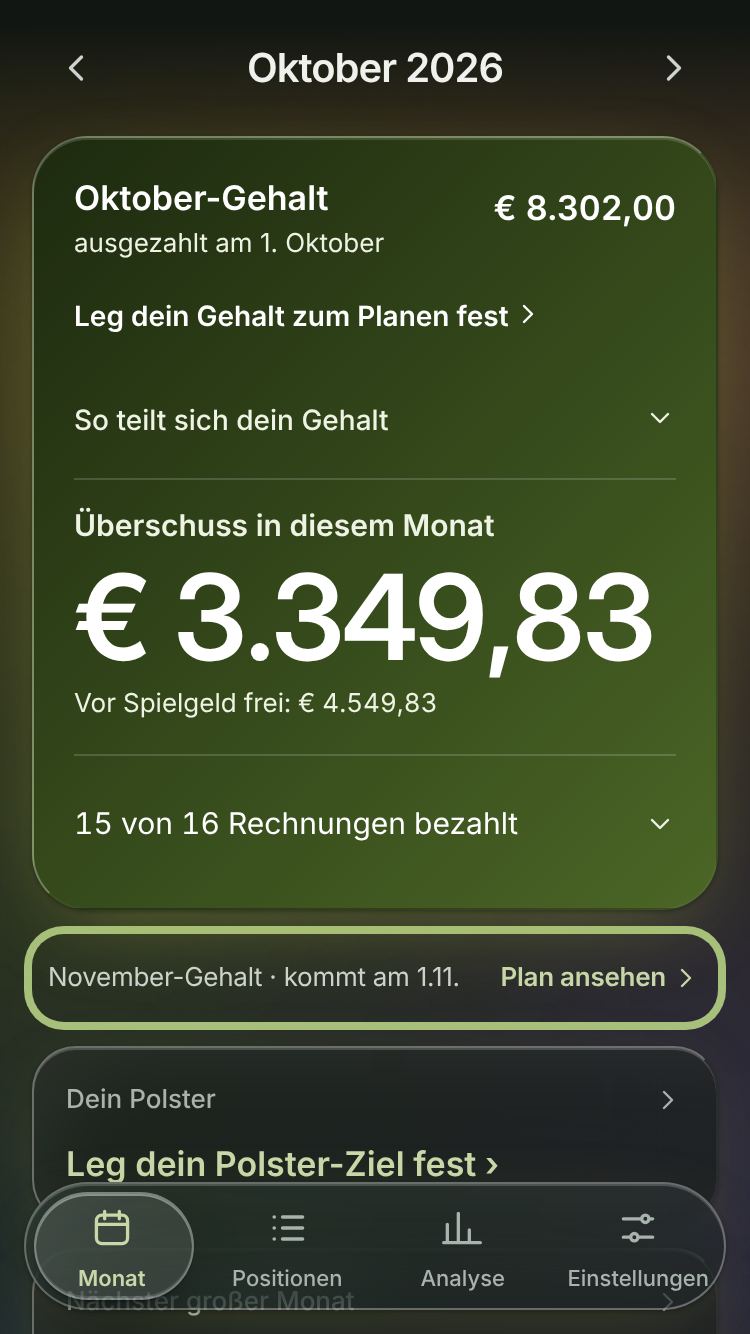 Oktober 2026
Oktober-Gehalt
€ 8.302,00
ausgezahlt am 1. Oktober
Leg dein Gehalt zum Planen fest
So teilt sich dein Gehalt
Überschuss in diesem Monat
€ 3.349,83
Vor Spielgeld frei: € 4.549,83
15 von 16 Rechnungen bezahlt
November-Gehalt · kommt am 1.11.
Plan ansehen
Dein Polster
Leg dein Polster-Ziel fest ›
Monat
Positionen
Analyse
Einstellungen
Nächster großer Monat